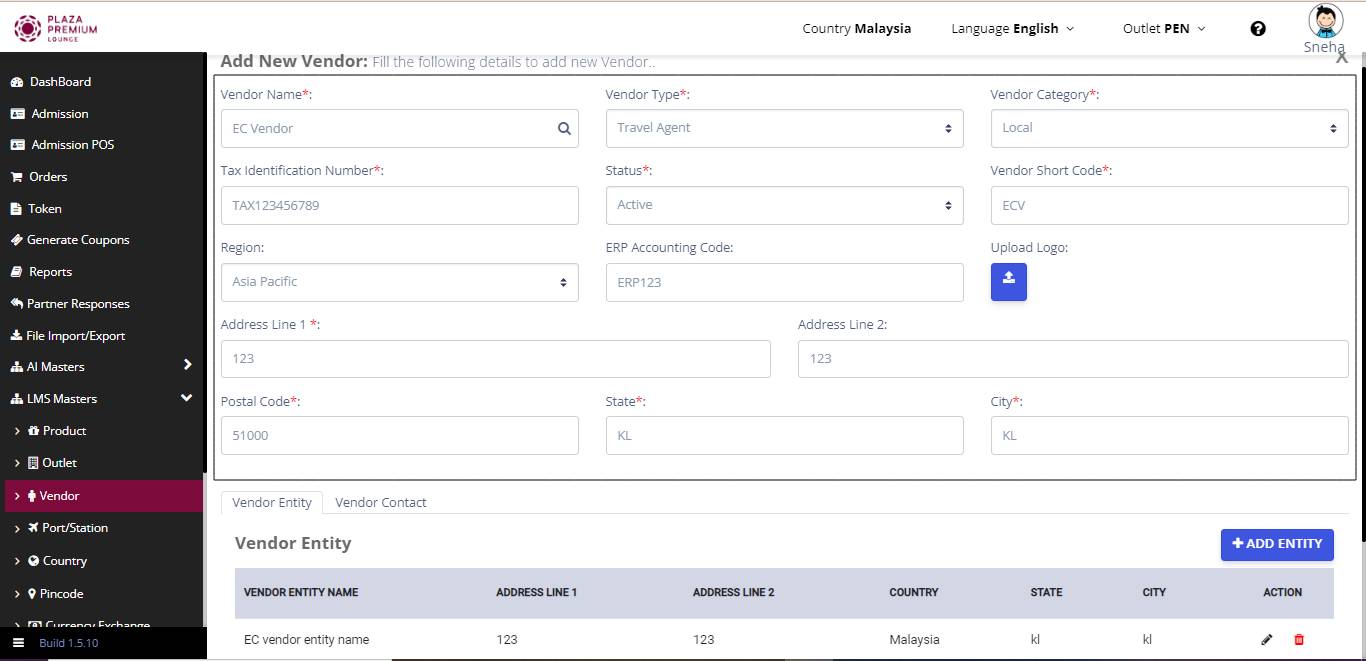 PLAZA
PREMIUM
LOUNGE
Country Malaysia
Language English
Outlet PEN
Sneha
DashBoard
Admission
Admission POS
Orders
Token
Generate Coupons
Reports
Partner Responses
File Import/Export
AI Masters
LMS Masters
Product
Outlet
Vendor
Port/Station
Country
Pincode
Currency Exchange
Build 1.5.10
Add New Vendor: Fill the following details to add new Vendor..
X
Vendor Name*: Vendor Type*: Vendor Category*:
EC Vendor Travel Agent Local
Tax Identification Number*: Status*: Vendor Short Code*:
TAX123456789 Active ECV
Region: ERP Accounting Code: Upload Logo:
Asia Pacific ERP123
Address Line 1 *: Address Line 2:
123 123
Postal Code*: State*: City*:
51000 KL KL
Vendor Entity Vendor Contact
Vendor Entity
+ ADD ENTITY
VENDOR ENTITY NAME ADDRESS LINE 1 ADDRESS LINE 2 COUNTRY STATE CITY ACTION
EC vendor entity name 123 123 Malaysia kl kl